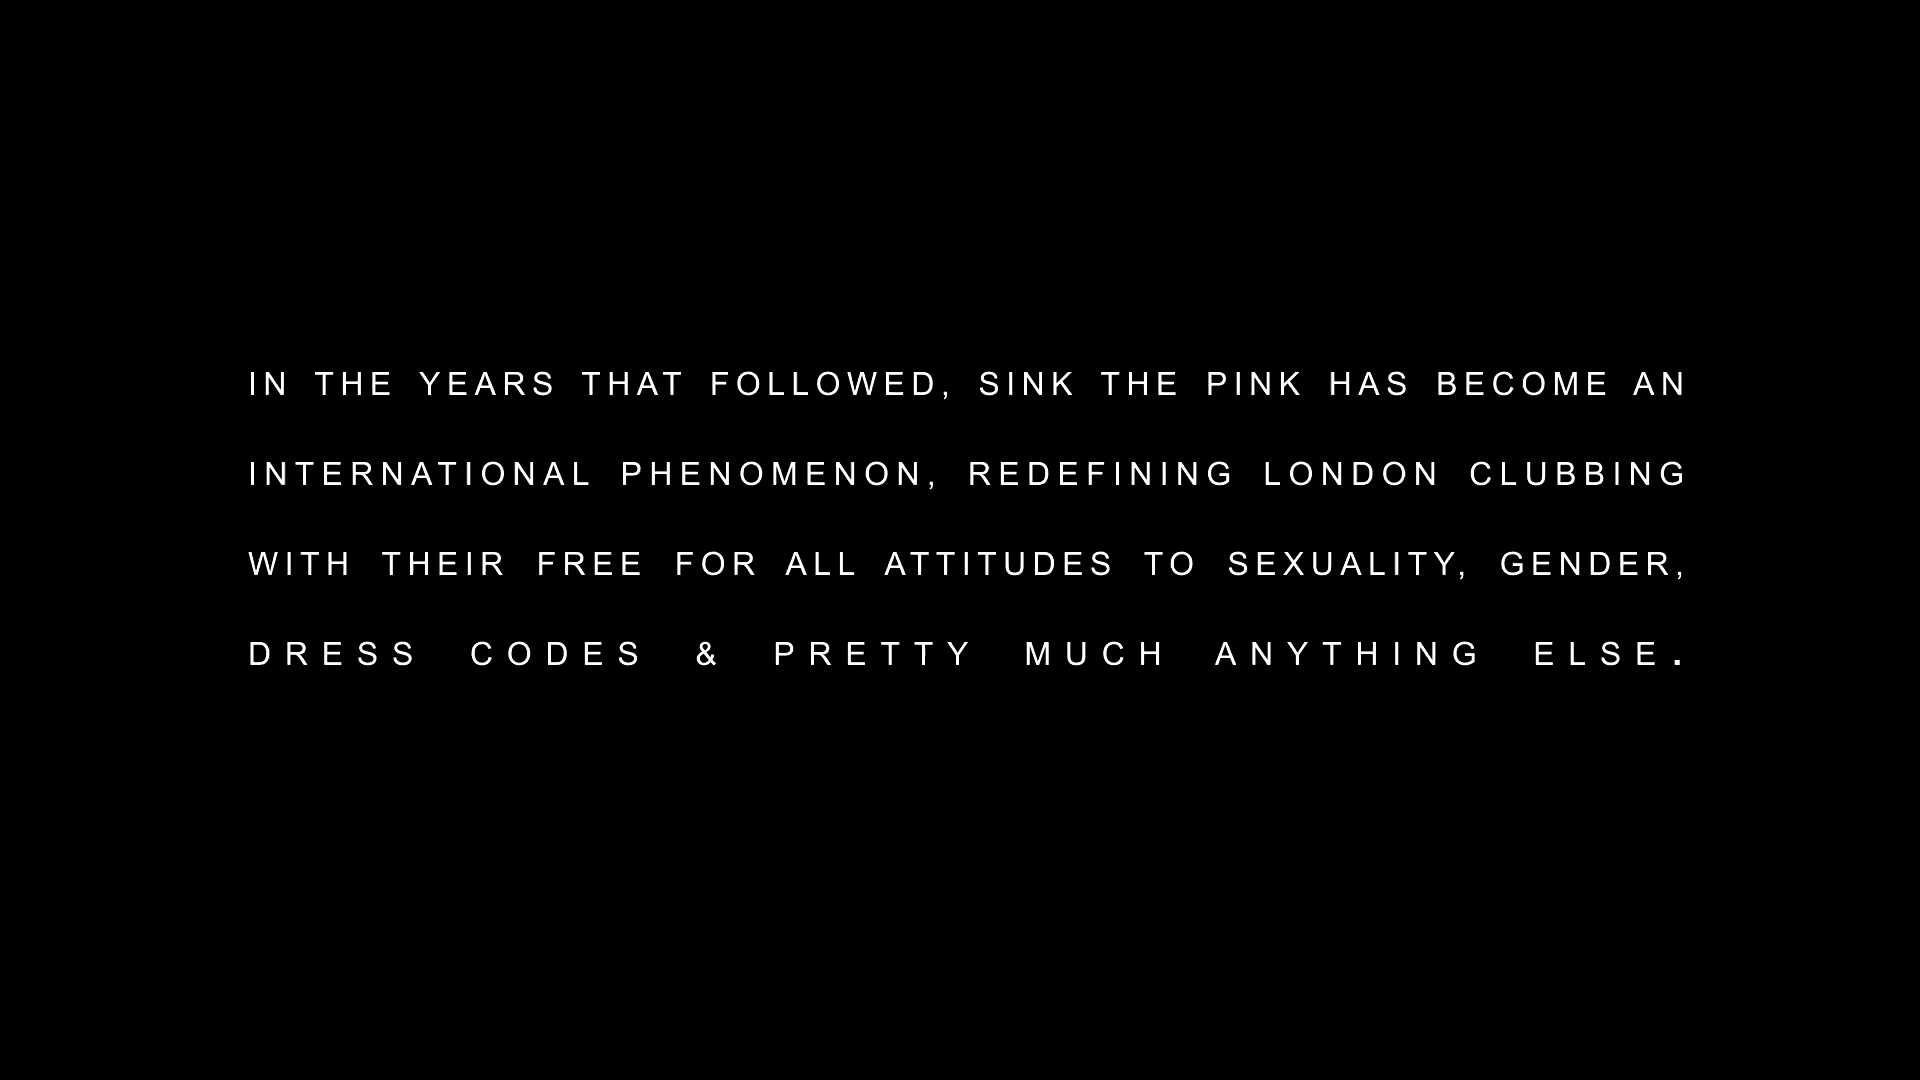 IN THE YEARS THAT FOLLOWED, SINK THE PINK HAS BECOME AN
INTERNATIONAL PHENOMENON, REDEFINING LONDON CLUBBING
WITH THEIR FREE FOR ALL ATTITUDES TO SEXUALITY, GENDER,
DRESS CODES & PRETTY MUCH ANYTHING ELSE.